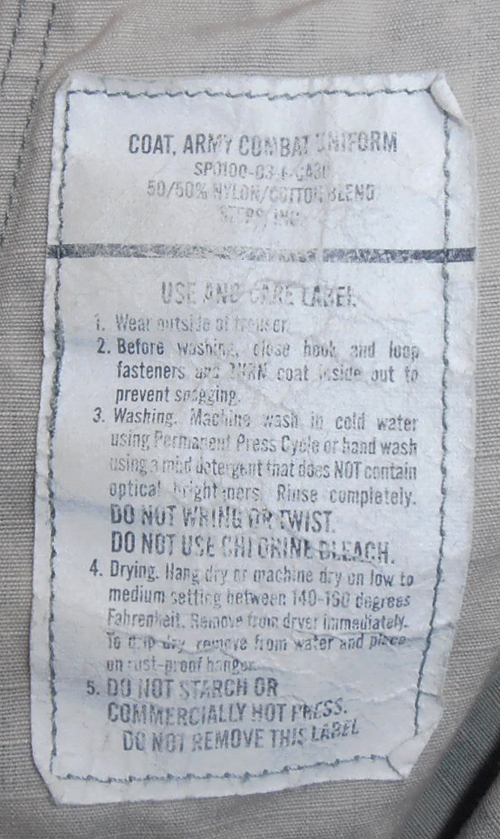 COAT, ARMY COMBAT UNIFORM
50/50% NYLON/COTTON BLEND
USE AND CARE LABEL
1. Wear outside of trouser.
2. Before washing, close hook and loop
fasteners and TURN coat inside out to
prevent snagging.
3. Washing. Machine wash in cold water
using Permanent Press Cycle or hand wash
using a mild detergent that does NOT contain
optical brighteners. Rinse completely.
DO NOT WRING OR TWIST.
DO NOT USE CHLORINE BLEACH.
4. Drying. Hang dry or machine dry on low to
medium setting between 140-160 degrees
Fahrenheit. Remove from dryer immediately.
To drip dry, remove from water and place
on rust-proof hanger.
5. DO NOT STARCH OR
COMMERCIALLY HOT PRESS.
DO NOT REMOVE THIS LABEL